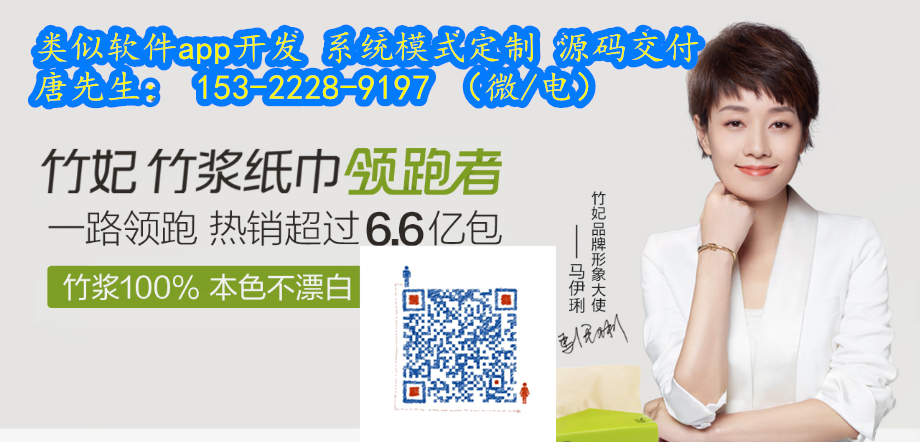 类似软件app开发 系统模式定制 源码交付
唐先生： 153-2228-9197 （微/电）
竹妃 竹浆纸巾领跑者
一路领跑 热销超过6.6亿包
竹浆100% 本色不漂白
竹妃品牌形象大使
——马伊琍